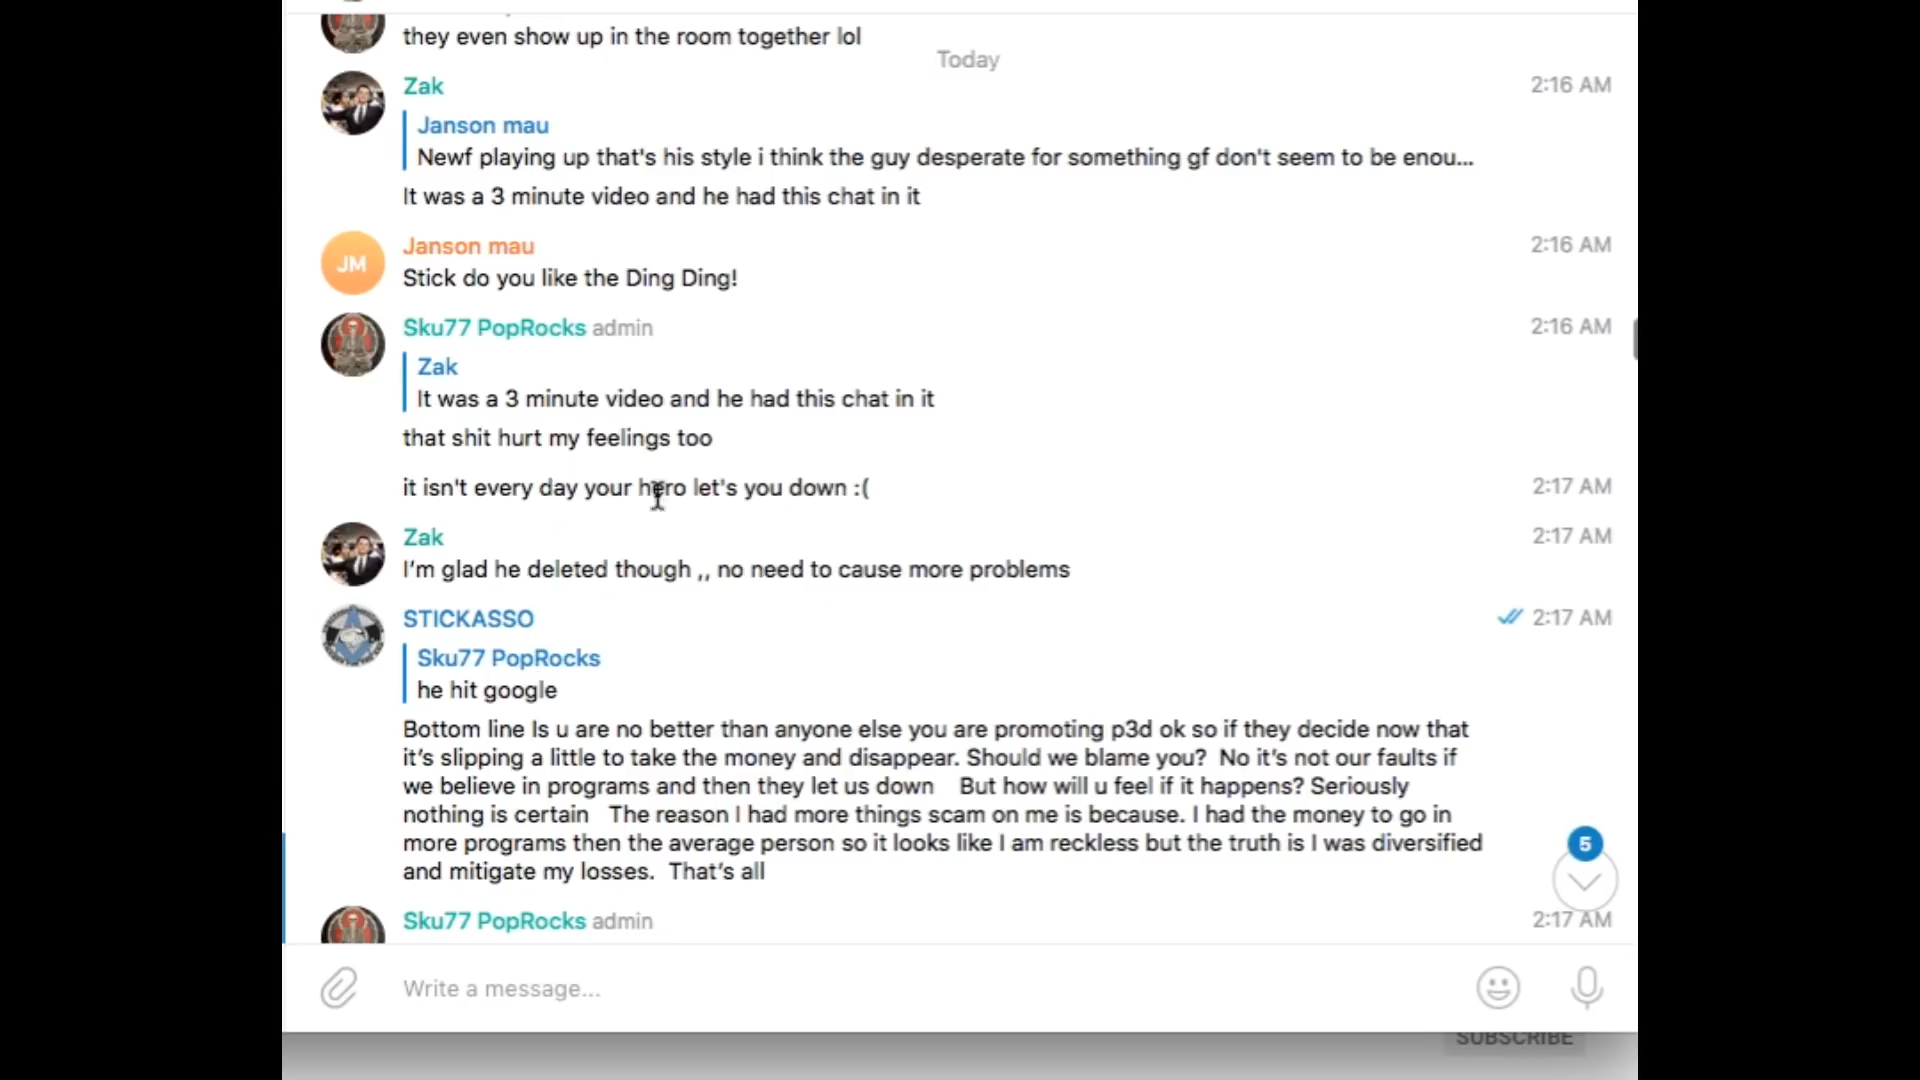 they even show up in the room together lol
Today
Zak 2:16 AM
Janson mau
Newf playing up that's his style i think the guy desperate for something gf don't seem to be enou...
It was a 3 minute video and he had this chat in it
JM
Janson mau 2:16 AM
Stick do you like the Ding Ding!
Sku77 PopRocks admin 2:16 AM
Zak
It was a 3 minute video and he had this chat in it
that shit hurt my feelings too
it isn't every day your hero let's you down :( 2:17 AM
Zak 2:17 AM
I'm glad he deleted though ,, no need to cause more problems
STICKASSO 2:17 AM
Sku77 PopRocks
he hit google
Bottom line Is u are no better than anyone else you are promoting p3d ok so if they decide now that
it's slipping a little to take the money and disappear. Should we blame you? No it's not our faults if
we believe in programs and then they let us down But how will u feel if it happens? Seriously
nothing is certain The reason I had more things scam on me is because. I had the money to go in
more programs then the average person so it looks like I am reckless but the truth is I was diversified
and mitigate my losses. That's all
5
Sku77 PopRocks admin 2:17 AM
Write a message...
SUBSCRIBE